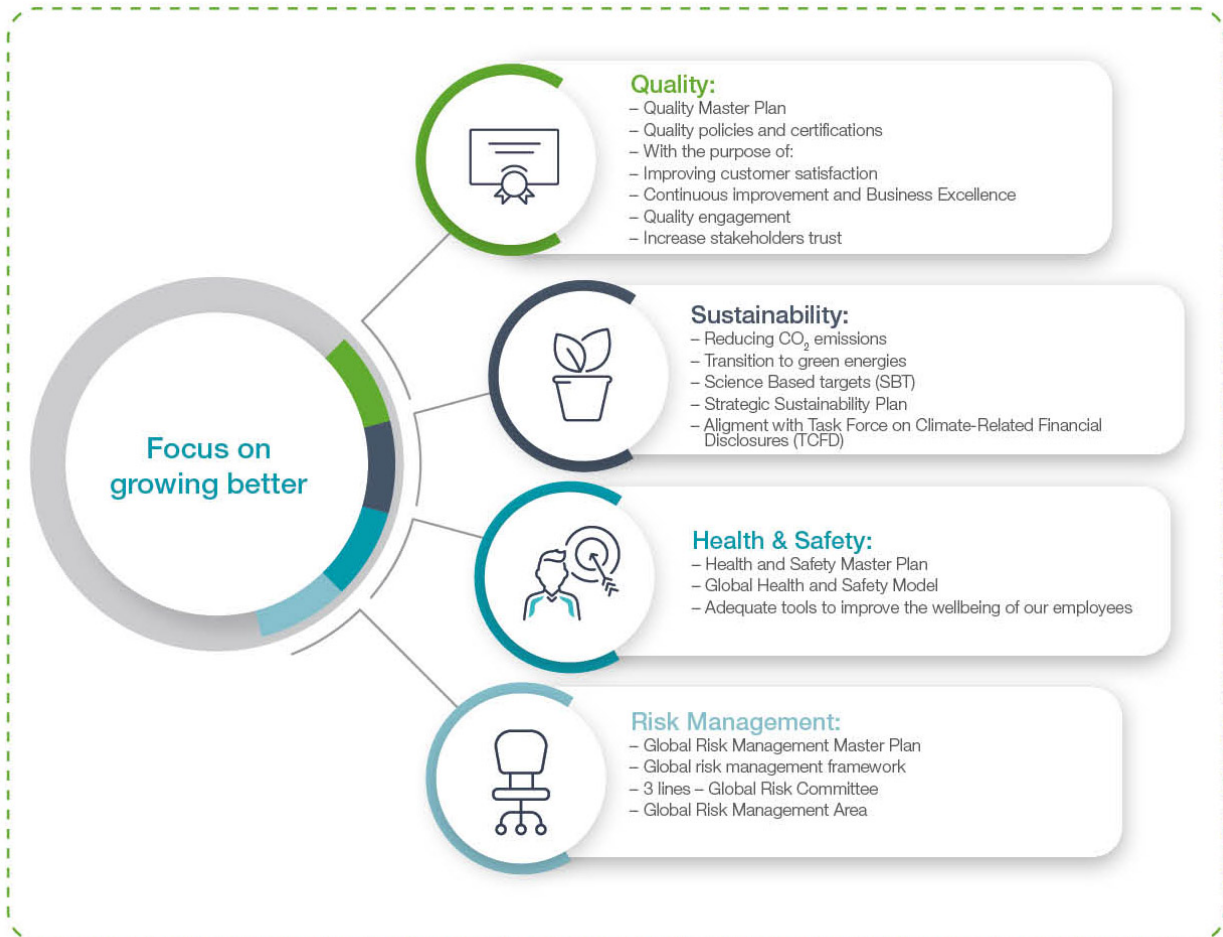 Focus on
growing better
Quality:
– Quality Master Plan
– Quality policies and certifications
– With the purpose of:
– Improving customer satisfaction
– Continuous improvement and Business Excellence
– Quality engagement
– Increase stakeholders trust
Sustainability:
– Reducing CO₂ emissions
– Transition to green energies
– Science Based targets (SBT)
– Strategic Sustainability Plan
– Aligment with Task Force on Climate-Related Financial
Disclosures (TCFD)
Health & Safety:
– Health and Safety Master Plan
– Global Health and Safety Model
– Adequate tools to improve the wellbeing of our employees
Risk Management:
– Global Risk Management Master Plan
– Global risk management framework
– 3 lines – Global Risk Committee
– Global Risk Management Area